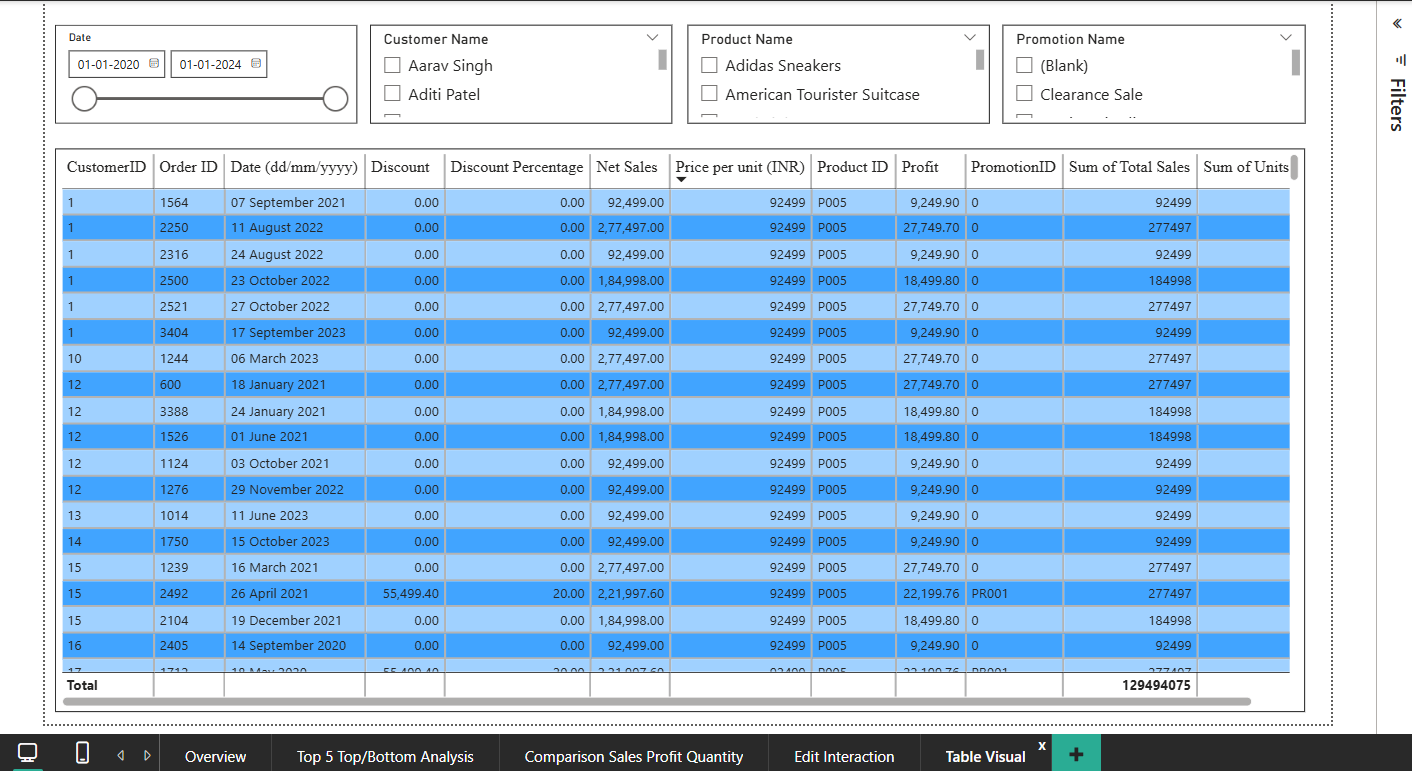 Date
01-01-2020 01-01-2024
Customer Name
Aarav Singh
Aditi Patel
Product Name
Adidas Sneakers
American Tourister Suitcase
Promotion Name
(Blank)
Clearance Sale
Filters
CustomerID Order ID Date (dd/mm/yyyy) Discount Discount Percentage Net Sales Price per unit (INR) Product ID Profit PromotionID Sum of Total Sales Sum of Units
1 1564 07 September 2021 0.00 0.00 92,499.00 92499 P005 9,249.90 0 92499
1 2250 11 August 2022 0.00 0.00 2,77,497.00 92499 P005 27,749.70 0 277497
1 2316 24 August 2022 0.00 0.00 92,499.00 92499 P005 9,249.90 0 92499
1 2500 23 October 2022 0.00 0.00 1,84,998.00 92499 P005 18,499.80 0 184998
1 2521 27 October 2022 0.00 0.00 2,77,497.00 92499 P005 27,749.70 0 277497
1 3404 17 September 2023 0.00 0.00 92,499.00 92499 P005 9,249.90 0 92499
10 1244 06 March 2023 0.00 0.00 2,77,497.00 92499 P005 27,749.70 0 277497
12 600 18 January 2021 0.00 0.00 2,77,497.00 92499 P005 27,749.70 0 277497
12 3388 24 January 2021 0.00 0.00 1,84,998.00 92499 P005 18,499.80 0 184998
12 1526 01 June 2021 0.00 0.00 1,84,998.00 92499 P005 18,499.80 0 184998
12 1124 03 October 2021 0.00 0.00 92,499.00 92499 P005 9,249.90 0 92499
12 1276 29 November 2022 0.00 0.00 92,499.00 92499 P005 9,249.90 0 92499
13 1014 11 June 2023 0.00 0.00 92,499.00 92499 P005 9,249.90 0 92499
14 1750 15 October 2023 0.00 0.00 92,499.00 92499 P005 9,249.90 0 92499
15 1239 16 March 2021 0.00 0.00 2,77,497.00 92499 P005 27,749.70 0 277497
15 2492 26 April 2021 55,499.40 20.00 2,21,997.60 92499 P005 22,199.76 PR001 277497
15 2104 19 December 2021 0.00 0.00 1,84,998.00 92499 P005 18,499.80 0 184998
16 2405 14 September 2020 0.00 0.00 92,499.00 92499 P005 9,249.90 0 92499
Total 129494075
Overview Top 5 Top/Bottom Analysis Comparison Sales Profit Quantity Edit Interaction Table Visual x +